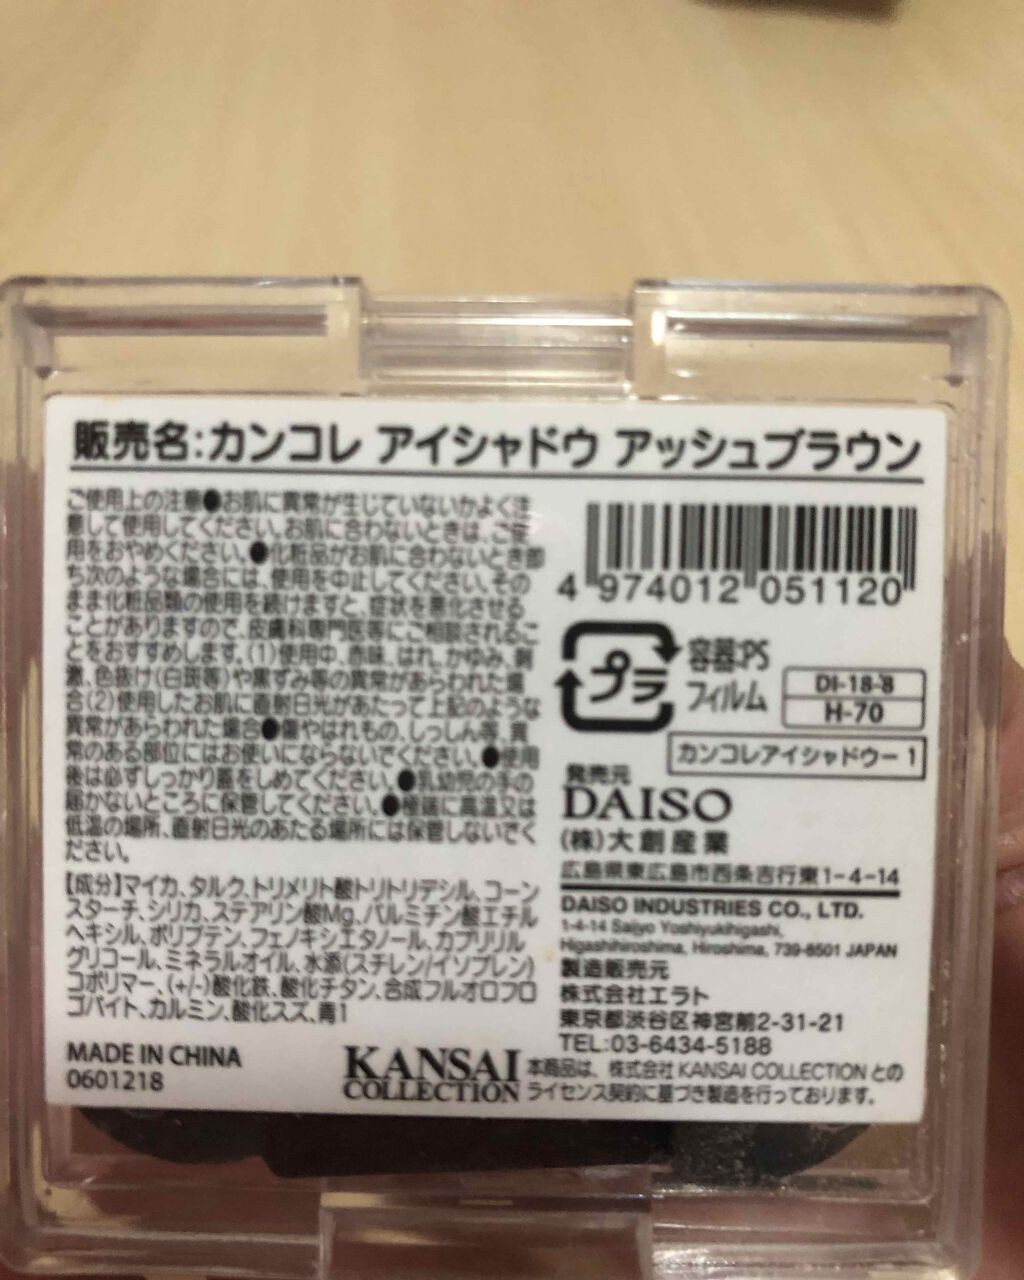 販売名:カンコレ アイシャドウ アッシュブラウン
ご使用上の注意●お肌に異常が生じていないかよく注
意して使用してください。お肌に合わないときは、ご使
用をおやめください。●化粧品がお肌に合わないとき即
ち次のような場合には、使用を中止してください。その
まま化粧品類の使用を続けますと、症状を悪化させる
ことがありますので、皮膚科専門医等にご相談されるこ
とをおすすめします。(1)使用中、赤味、はれ、かゆみ、刺
激、色抜け(白斑等)や黒ずみ等の異常があらわれた場
合(2)使用したお肌に直射日光があたって上記のような
異常があらわれた場合●傷やはれもの、しっしん等、異
常のある部位にはお使いにならないでください。●使用
後は必ずしっかり蓋をしめてください。●乳幼児の手の
届かないところに保管してください。●極端に高温又は
低温の場所、直射日光のあたる場所には保管しないでく
ださい。
【成分】マイカ、タルク、トリメリト酸トリトリデシル、コーン
スターチ、シリカ、ステアリン酸Mg、パルミチン酸エチル
ヘキシル、ポリブテン、フェノキシエタノール、カプリリル
グリコール、ミネラルオイル、水添(スチレン/イソプレン)
コポリマー、(+/-)酸化鉄、酸化チタン、合成フルオロフロ
ゴパイト、カルミン、酸化スズ、青1
MADE IN CHINA
0601218
KANSAI
COLLECTION
4 974012 051120
プラ
容器:PS
フィルム
DI-18-8
H-70
カンコレアイシャドウー 1
発売元
DAISO
(株)大創産業
広島県東広島市西条吉行東1-4-14
DAISO INDUSTRIES CO., LTD.
1-4-14 Saijyo Yoshiyukihigashi,
Higashihiroshima, Hiroshima, 739-8501 JAPAN
製造販売元
株式会社エラト
東京都渋谷区神宮前2-31-21
TEL:03-6434-5188
本商品は、株式会社 KANSAI COLLECTION との
ライセンス契約に基づき製造を行っております。